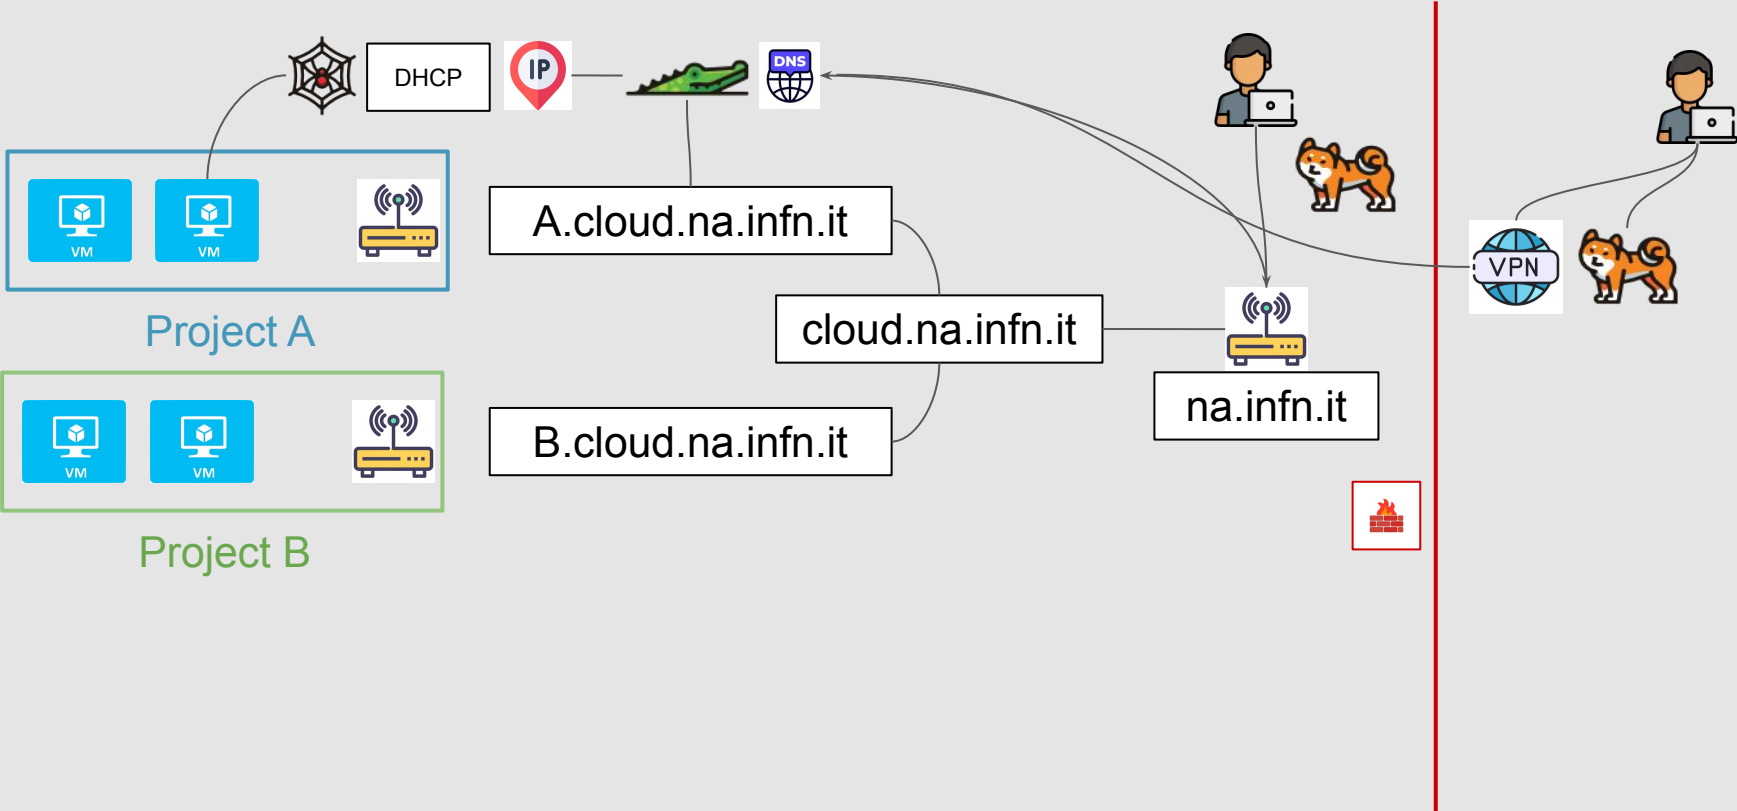 DHCP
IP
DNS
VM
VM
A.cloud.na.infn.it
VPN
Project A
cloud.na.infn.it
na.infn.it
VM
VM
B.cloud.na.infn.it
Project B